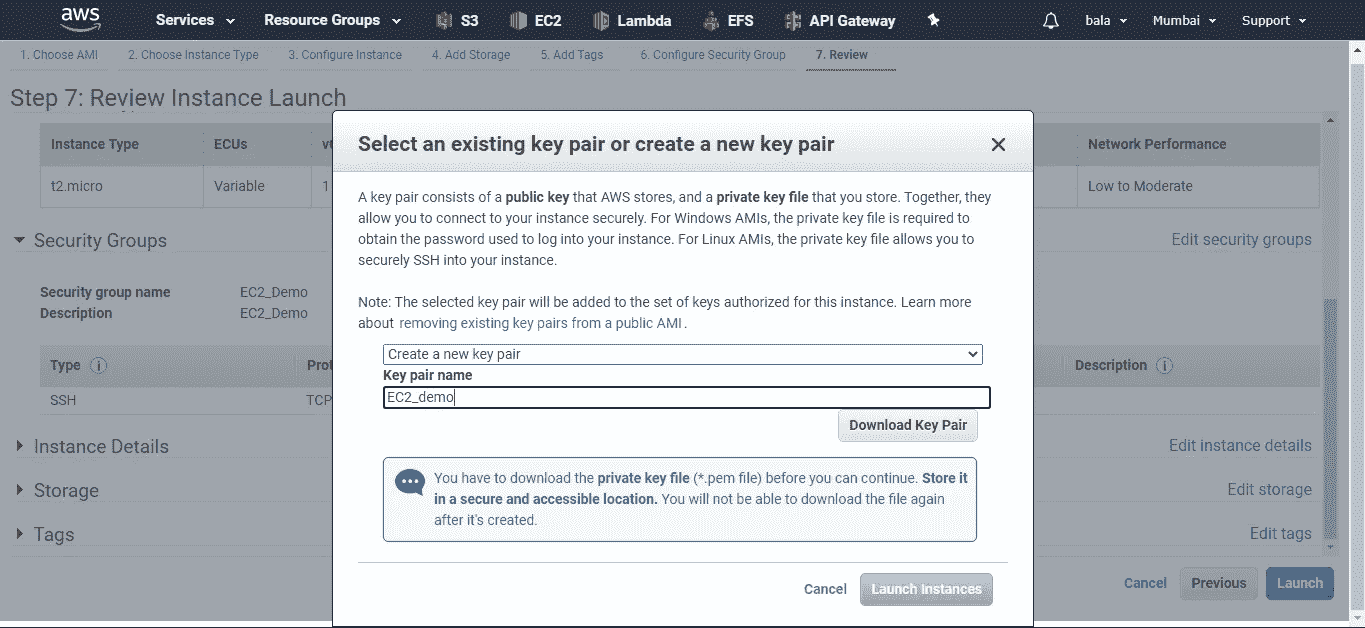 aws Services Resource Groups S3 EC2 Lambda EFS API Gateway bala Mumbai Support
1. Choose AMI 2. Choose Instance Type 3. Configure Instance 4. Add Storage 5. Add Tags 6. Configure Security Group 7. Review
Step 7: Review Instance Launch
Instance Type ECUs Network Performance
t2.micro Variable 1 Low to Moderate
Security Groups Edit security groups
Security group name EC2_Demo
Description EC2_Demo
Type Description
SSH TCP
Instance Details Edit instance details
Storage Edit storage
Tags Edit tags
Cancel Previous Launch
Select an existing key pair or create a new key pair
A key pair consists of a public key that AWS stores, and a private key file that you store. Together, they
allow you to connect to your instance securely. For Windows AMIs, the private key file is required to
obtain the password used to log into your instance. For Linux AMIs, the private key file allows you to
securely SSH into your instance.
Note: The selected key pair will be added to the set of keys authorized for this instance. Learn more
about removing existing key pairs from a public AMI.
Create a new key pair
Key pair name
EC2_demo
Download Key Pair
You have to download the private key file (*.pem file) before you can continue. Store it
in a secure and accessible location. You will not be able to download the file again
after it's created.
Cancel Launch Instances